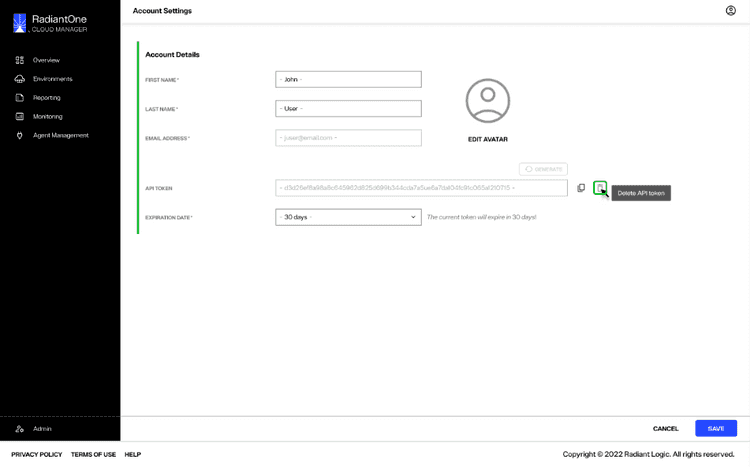 RadiantOne
CLOUD MANAGER
Account Settings
Overview
Environments
Reporting
Monitoring
Agent Management
Account Details
FIRST NAME*
- John -
LAST NAME*
- User -
EMAIL ADDRESS*
- j.user@email.com -
EDIT AVATAR
GENERATE
API TOKEN
Delete API token
EXPIRATION DATE*
- 30 days -
The current token will expire in 30 days!
Admin
CANCEL
SAVE
PRIVACY POLICY
TERMS OF USE
HELP
Copyright © 2022 Radiant Logic. All rights reserved.